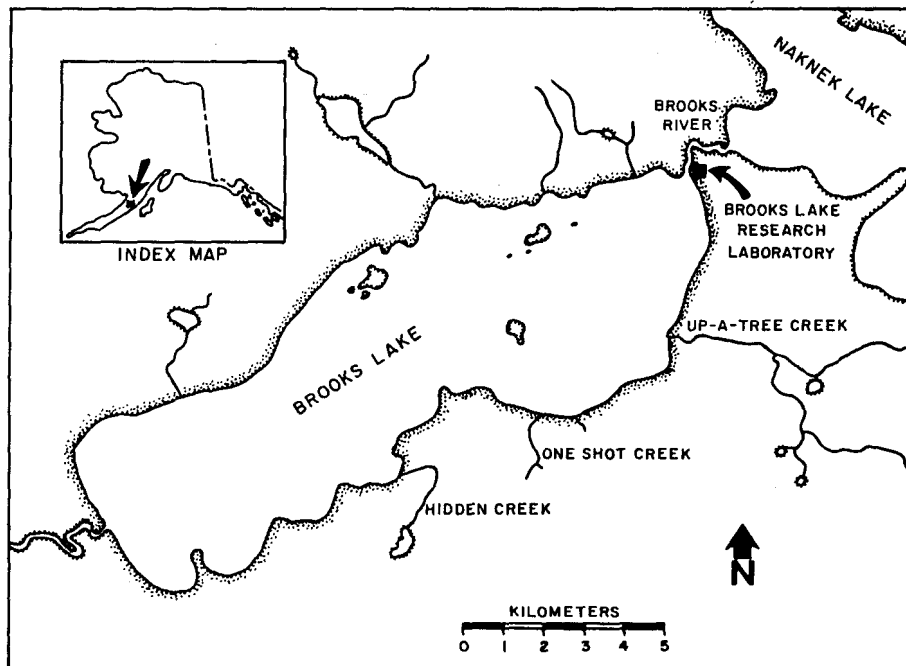 NAKNEK LAKE
BROOKS
RIVER
BROOKS LAKE
RESEARCH
LABORATORY
INDEX MAP
UP-A-TREE CREEK
BROOKS LAKE
ONE SHOT CREEK
HIDDEN CREEK
N
KILOMETERS
0 1 2 3 4 5